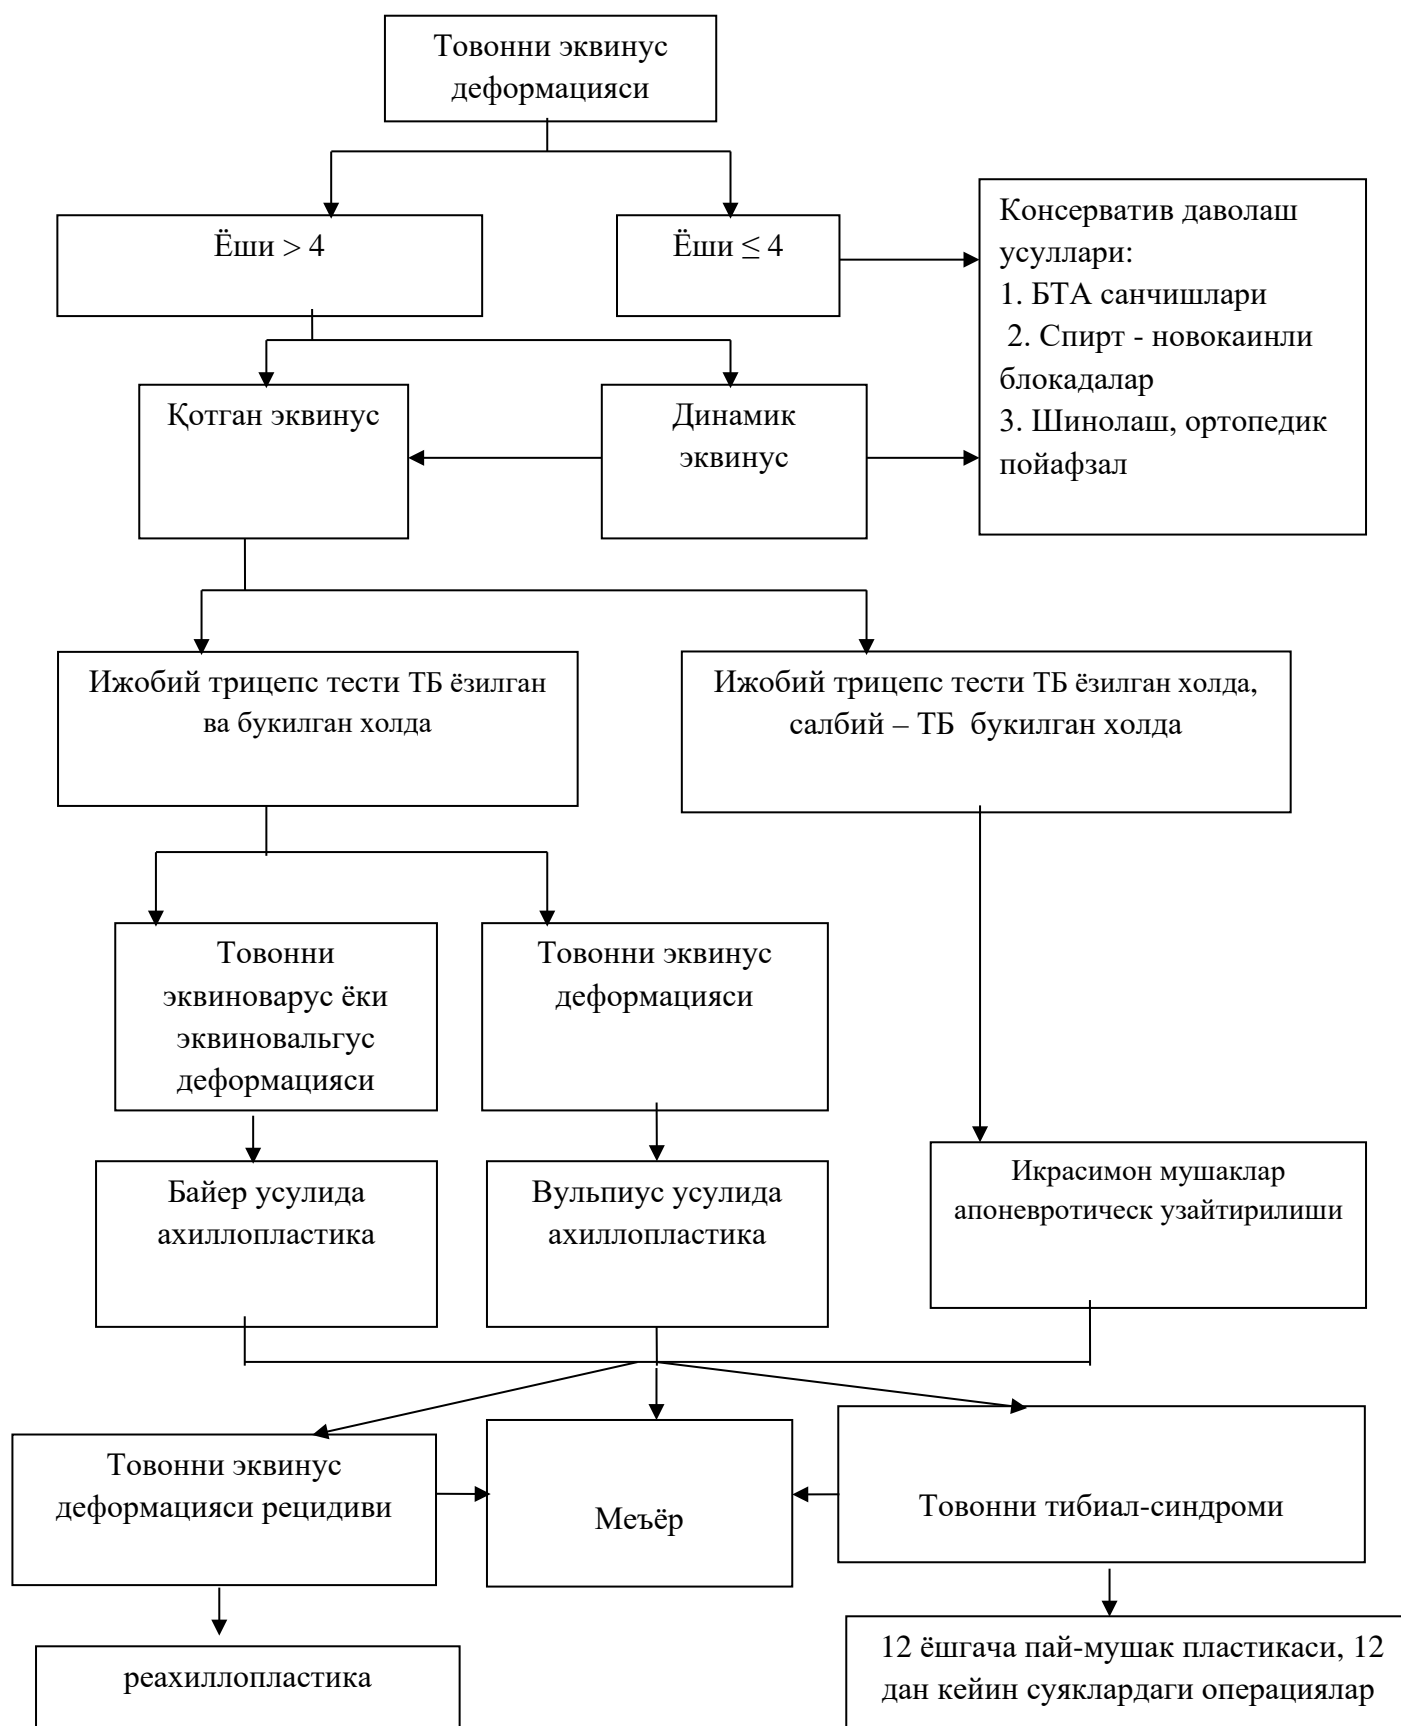 Товонни эквинус
деформацияси
Ёши > 4
Ёши ≤ 4
Консерватив даволаш
усуллари:
1. БТА санчишлари
2. Спирт - новокаинли
блокадалар
3. Шинолаш, ортопедик
пойафзал
Қотган эквинус
Динамик
эквинус
Ижобий трицепс тести ТБ ёзилган
ва букилган холда
Ижобий трицепс тести ТБ ёзилган холда,
салбий – ТБ букилган холда
Товонни
эквиноварус ёки
эквиновальгус
деформацияси
Товонни эквинус
деформацияси
Байер усулида
ахиллопластика
Вульпиус усулида
ахиллопластика
Икрасимон мушаклар
апоневротическ узайтирилиши
Товонни эквинус
деформацияси рецидиви
Меъёр
Товонни тибиал-синдроми
реахиллопластика
12 ёшгача пай-мушак пластикаси, 12
дан кейин суяклардаги операциялар